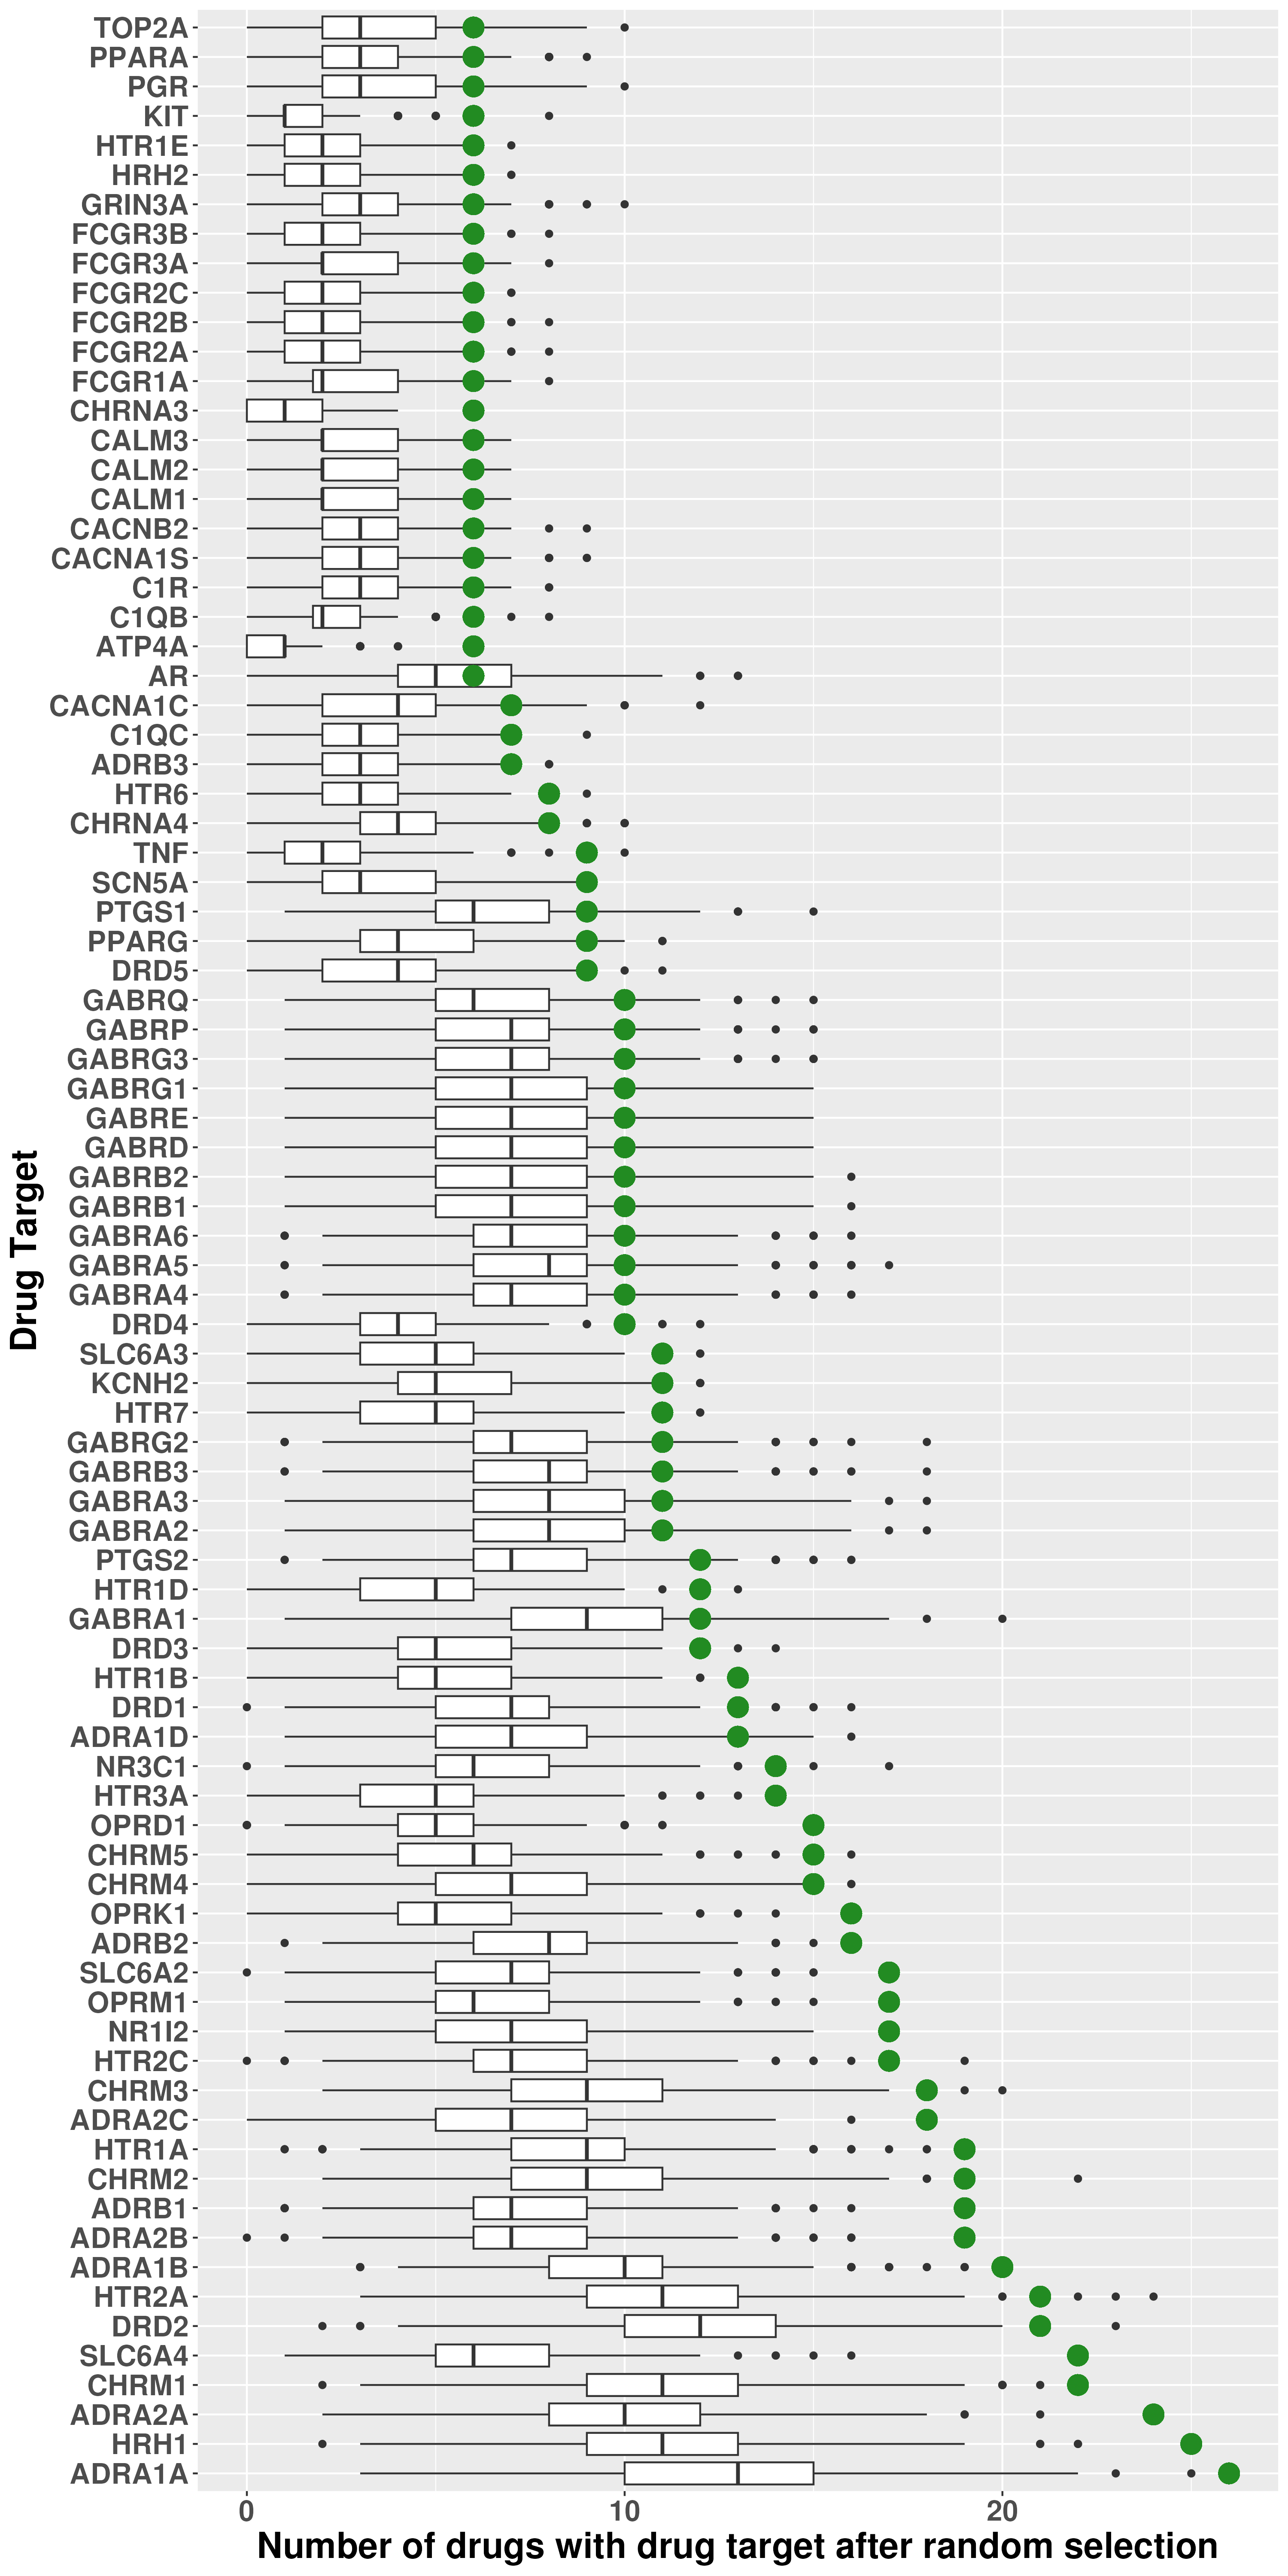 TOP2A
PPARA
PGR
KIT
HTR1E
HRH2
GRIN3A
FCGR3B
FCGR3A
FCGR2C
FCGR2B
FCGR2A
FCGR1A
CHRNA3
CALM3
CALM2
CALM1
CACNB2
CACNA1S
C1R
C1QB
ATP4A
AR
CACNA1C
C1QC
ADRB3
HTR6
CHRNA4
TNF
SCN5A
PTGS1
PPARG
DRD5
GABRQ
GABRP
GABRG3
GABRG1
GABRE
GABRD
GABRB2
GABRB1
GABRA6
GABRA5
GABRA4
DRD4
SLC6A3
KCNH2
HTR7
GABRG2
GABRB3
GABRA3
GABRA2
PTGS2
HTR1D
GABRA1
DRD3
HTR1B
DRD1
ADRA1D
NR3C1
HTR3A
OPRD1
CHRM5
CHRM4
OPRK1
ADRB2
SLC6A2
OPRM1
NR1I2
HTR2C
CHRM3
ADRA2C
HTR1A
CHRM2
ADRB1
ADRA2B
ADRA1B
HTR2A
DRD2
SLC6A4
CHRM1
ADRA2A
HRH1
ADRA1A
Drug Target
0 10 20
Number of drugs with drug target after random selection